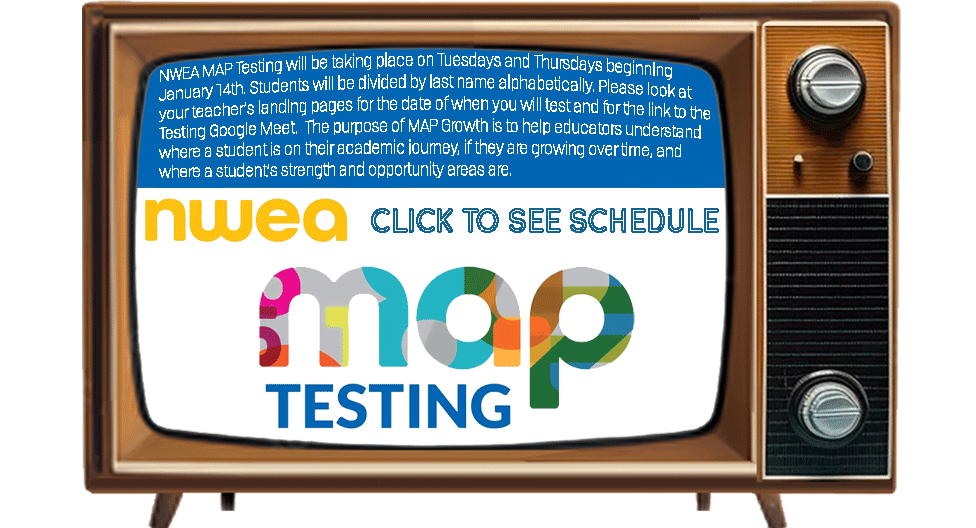 NWEA MAP Testing will be taking place on Tuesdays and Thursdays beginning
January 14th. Students will be divided by last name alphabetically. Please look at
your teacher's landing pages for the date of when you will test and for the link to the
Testing Google Meet. The purpose of MAP Growth is to help educators understand
where a student is on their academic journey, if they are growing over time, and
where a student's strength and opportunity areas are.
nwea CLICK TO SEE SCHEDULE
map
TESTING